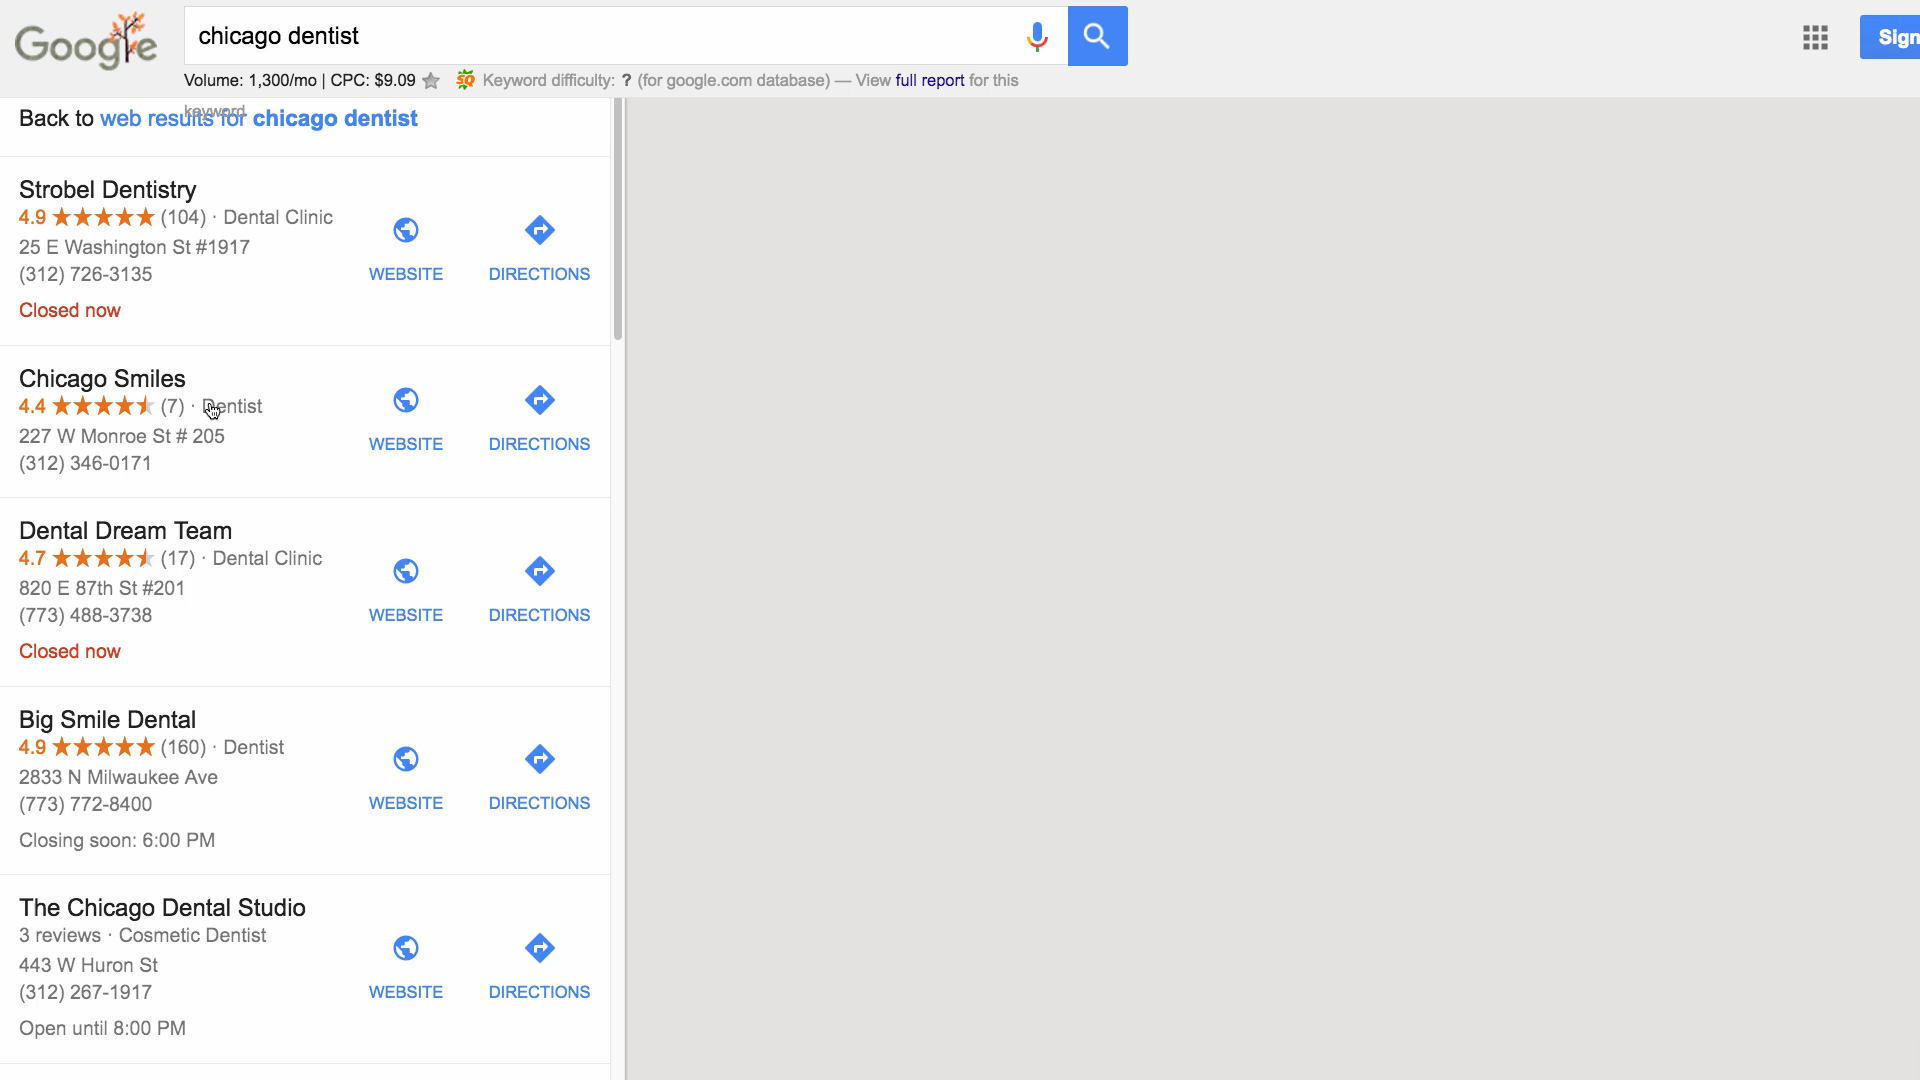 Google
chicago dentist
Sign
Volume: 1,300/mo | CPC: $9.09 Keyword difficulty: ? (for google.com database) — View full report for this
keyword
Back to web results for chicago dentist
Strobel Dentistry
4.9 (104) · Dental Clinic
25 E Washington St #1917
(312) 726-3135
WEBSITE DIRECTIONS
Closed now
Chicago Smiles
4.4 (7) · Dentist
227 W Monroe St # 205
WEBSITE DIRECTIONS
(312) 346-0171
Dental Dream Team
4.7 (17) · Dental Clinic
820 E 87th St #201
(773) 488-3738
WEBSITE DIRECTIONS
Closed now
Big Smile Dental
4.9 (160) · Dentist
2833 N Milwaukee Ave
(773) 772-8400
WEBSITE DIRECTIONS
Closing soon: 6:00 PM
The Chicago Dental Studio
3 reviews · Cosmetic Dentist
443 W Huron St
(312) 267-1917
WEBSITE DIRECTIONS
Open until 8:00 PM